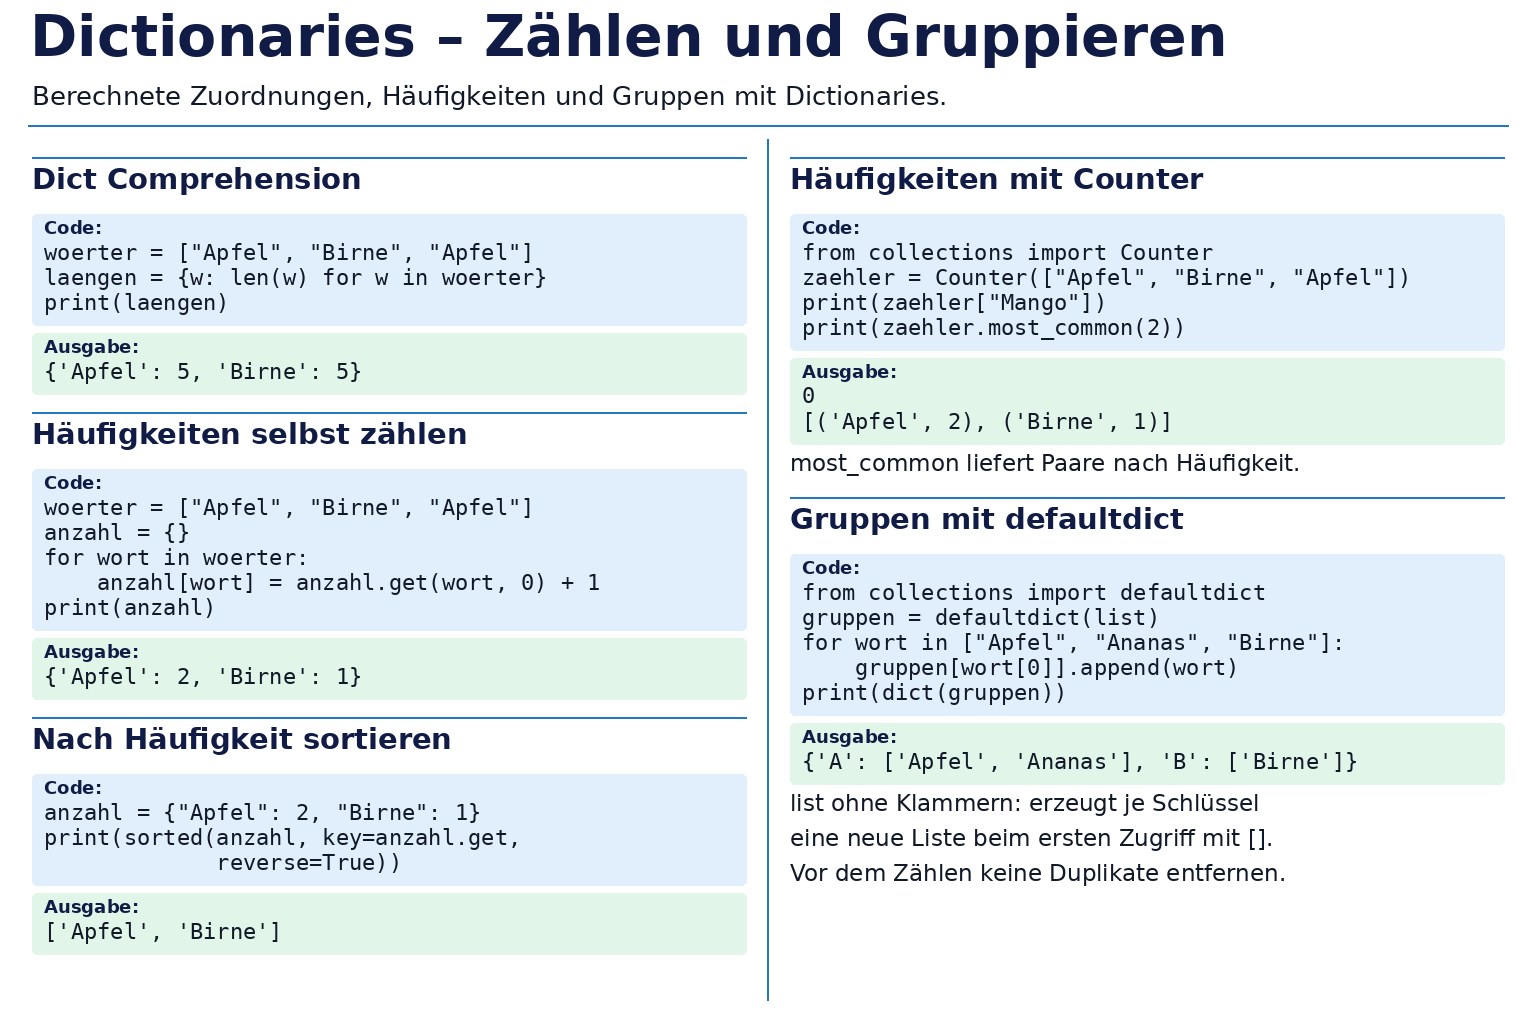 Dictionaries – Zählen und Gruppieren
Berechnete Zuordnungen, Häufigkeiten und Gruppen mit Dictionaries.
Dict Comprehension
Code:
woerter = ["Apfel", "Birne", "Apfel"]
laengen = {w: len(w) for w in woerter}
print(laengen)
Ausgabe:
{'Apfel': 5, 'Birne': 5}
Häufigkeiten selbst zählen
Code:
woerter = ["Apfel", "Birne", "Apfel"]
anzahl = {}
for wort in woerter:
    anzahl[wort] = anzahl.get(wort, 0) + 1
print(anzahl)
Ausgabe:
{'Apfel': 2, 'Birne': 1}
Nach Häufigkeit sortieren
Code:
anzahl = {"Apfel": 2, "Birne": 1}
print(sorted(anzahl, key=anzahl.get,
             reverse=True))
Ausgabe:
['Apfel', 'Birne']
Häufigkeiten mit Counter
Code:
from collections import Counter
zaehler = Counter(["Apfel", "Birne", "Apfel"])
print(zaehler["Mango"])
print(zaehler.most_common(2))
Ausgabe:
0
[('Apfel', 2), ('Birne', 1)]
most_common liefert Paare nach Häufigkeit.
Gruppen mit defaultdict
Code:
from collections import defaultdict
gruppen = defaultdict(list)
for wort in ["Apfel", "Ananas", "Birne"]:
    gruppen[wort[0]].append(wort)
print(dict(gruppen))
Ausgabe:
{'A': ['Apfel', 'Ananas'], 'B': ['Birne']}
list ohne Klammern: erzeugt je Schlüssel
eine neue Liste beim ersten Zugriff mit [].
Vor dem Zählen keine Duplikate entfernen.